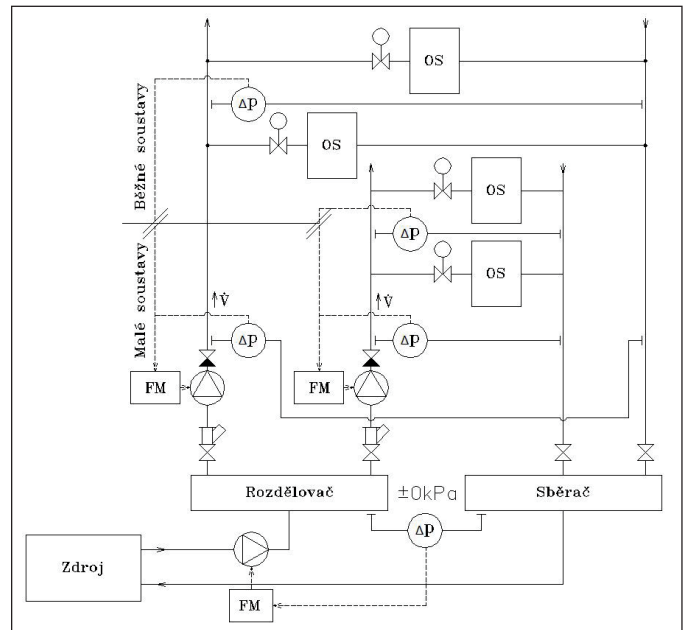 OS
Δp
Běžné soustavy
OS
OS
Δp
OS
Malé soustavy
V̇
V̇
Δp
Δp
FM
FM
Rozdělovač
±0kPa
Sběrač
Δp
Zdroj
FM